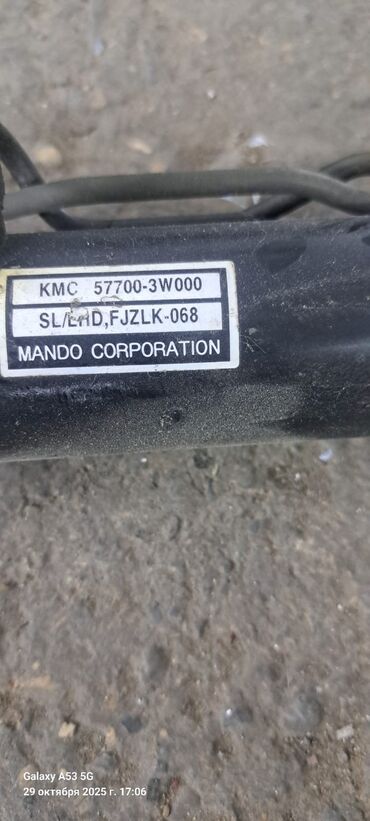 KMC 57700-3W000
SL/LHD,FJZLK-068
MANDO CORPORATION
Galaxy A53 5G
29 октября 2025 г. 17:06